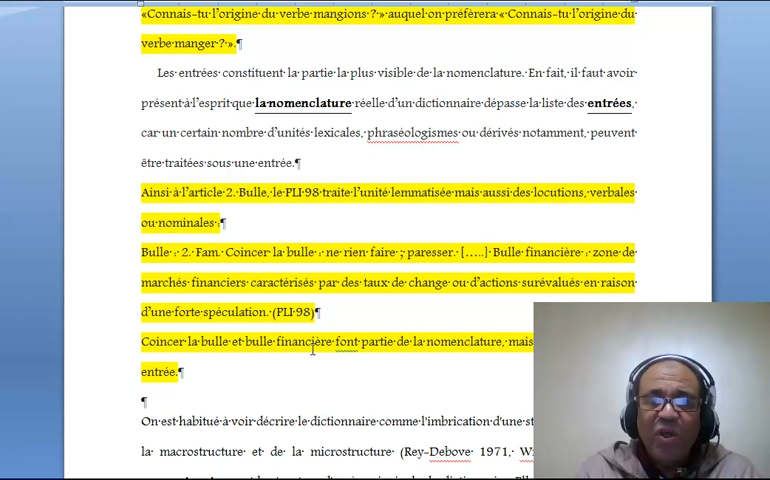 «Connais-tu l'origine du verbe mangions ? » auquel on préfèrera « Connais-tu l'origine du
verbe manger ? ».¶
Les entrées constituent la partie la plus visible de la nomenclature. En fait, il faut avoir
présent à l'esprit que la nomenclature réelle d'un dictionnaire dépasse la liste des entrées,
car un certain nombre d'unités lexicales, phraséologismes ou dérivés notamment, peuvent
être traitées sous une entrée.¶
Ainsi à l'article 2. Bulle, le PLI 98 traite l'unité lemmatisée mais aussi des locutions, verbales
ou nominales :¶
Bulle : 2. Fam. Coincer la bulle : ne rien faire ; paresser. [.....] Bulle financière : zone de
marchés financiers caractérisés par des taux de change ou d'actions surévalués en raison
d'une forte spéculation. (PLI 98)¶
Coincer la bulle et bulle financière font partie de la nomenclature, mais
entrée.¶
¶
On est habitué à voir décrire le dictionnaire comme l'imbrication d'une
la macrostructure et de la microstructure (Rey-Debove 1971,